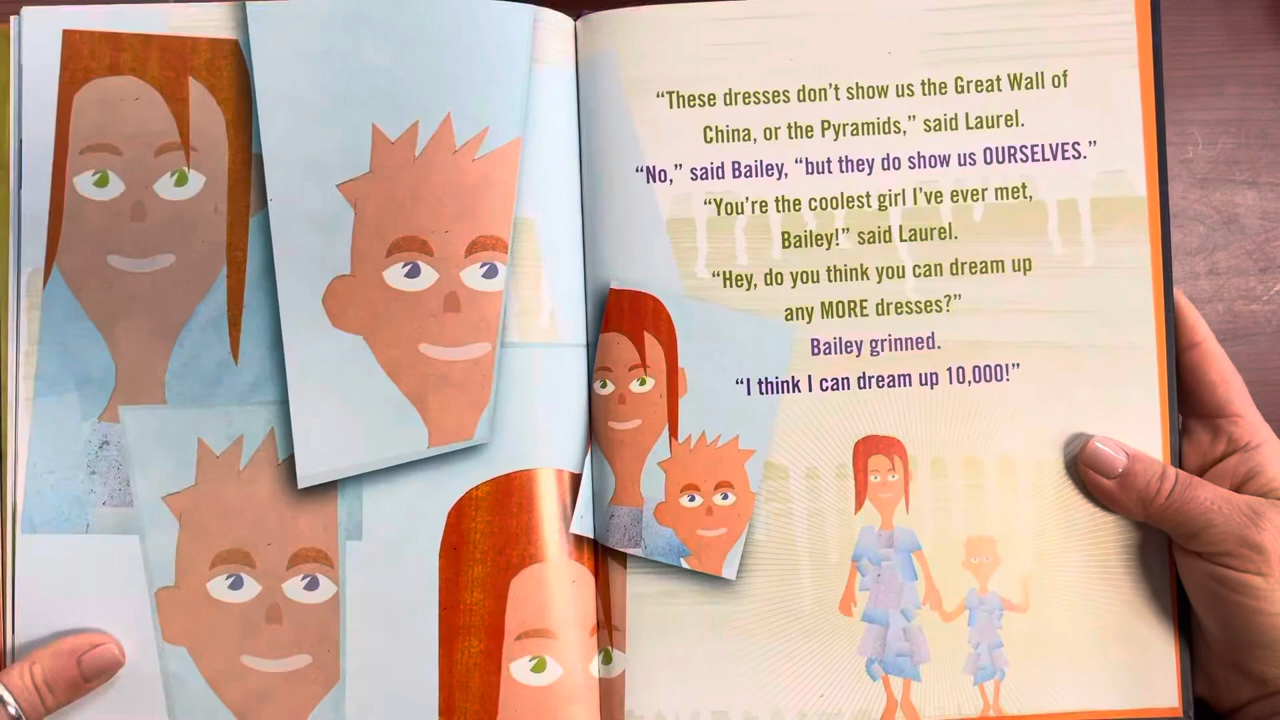 “These dresses don’t show us the Great Wall of
China, or the Pyramids,” said Laurel.
“No,” said Bailey, “but they do show us OURSELVES.”
“You’re the coolest girl I’ve ever met,
Bailey!” said Laurel.
“Hey, do you think you can dream up
any MORE dresses?”
Bailey grinned.
“I think I can dream up 10,000!”